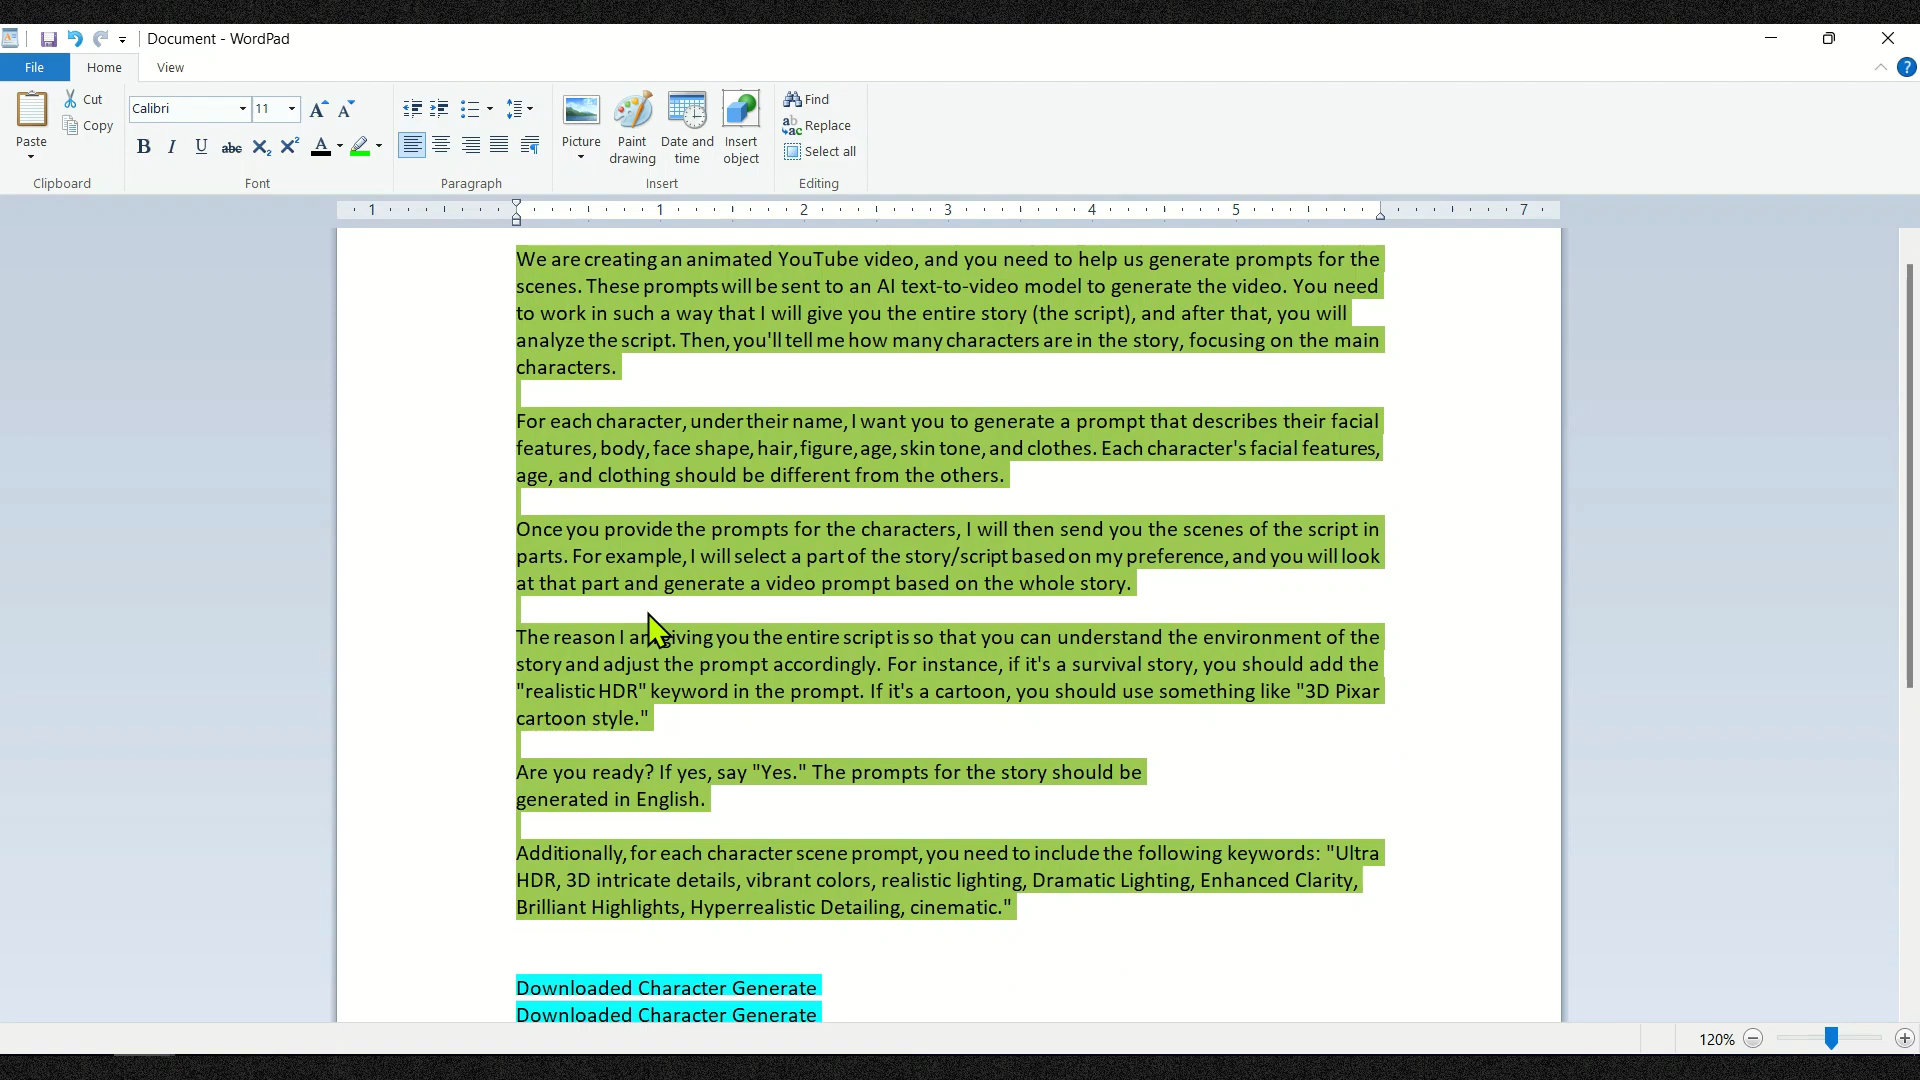 Document - WordPad
File Home View
Paste
Cut
Copy
Clipboard
Calibri 11
B I U abc X₂ X² A
Font
Paragraph
Picture
Paint drawing
Date and time
Insert object
Insert
Find
Replace
Select all
Editing
1 1 2 3 4 5 7
We are creating an animated YouTube video, and you need to help us generate prompts for the
scenes. These prompts will be sent to an AI text-to-video model to generate the video. You need
to work in such a way that I will give you the entire story (the script), and after that, you will
analyze the script. Then, you'll tell me how many characters are in the story, focusing on the main
characters.
For each character, under their name, I want you to generate a prompt that describes their facial
features, body, face shape, hair, figure, age, skin tone, and clothes. Each character's facial features,
age, and clothing should be different from the others.
Once you provide the prompts for the characters, I will then send you the scenes of the script in
parts. For example, I will select a part of the story/script based on my preference, and you will look
at that part and generate a video prompt based on the whole story.
The reason I am giving you the entire script is so that you can understand the environment of the
story and adjust the prompt accordingly. For instance, if it's a survival story, you should add the
"realistic HDR" keyword in the prompt. If it's a cartoon, you should use something like "3D Pixar
cartoon style."
Are you ready? If yes, say "Yes." The prompts for the story should be
generated in English.
Additionally, for each character scene prompt, you need to include the following keywords: "Ultra
HDR, 3D intricate details, vibrant colors, realistic lighting, Dramatic Lighting, Enhanced Clarity,
Brilliant Highlights, Hyperrealistic Detailing, cinematic."
Downloaded Character Generate
Downloaded Character Generate
120%